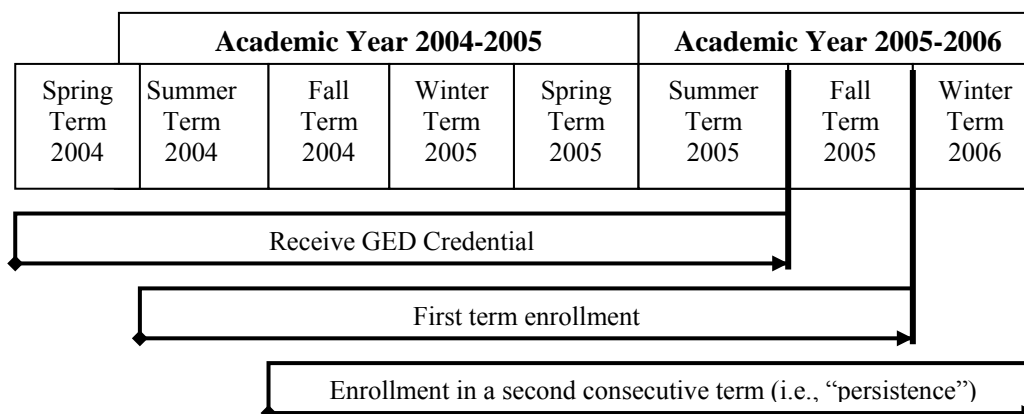 Academic Year 2004-2005
Academic Year 2005-2006
Spring
Term
2004
Summer
Term
2004
Fall
Term
2004
Winter
Term
2005
Spring
Term
2005
Summer
Term
2005
Fall
Term
2005
Winter
Term
2006
Receive GED Credential
First term enrollment
Enrollment in a second consecutive term (i.e., “persistence”)